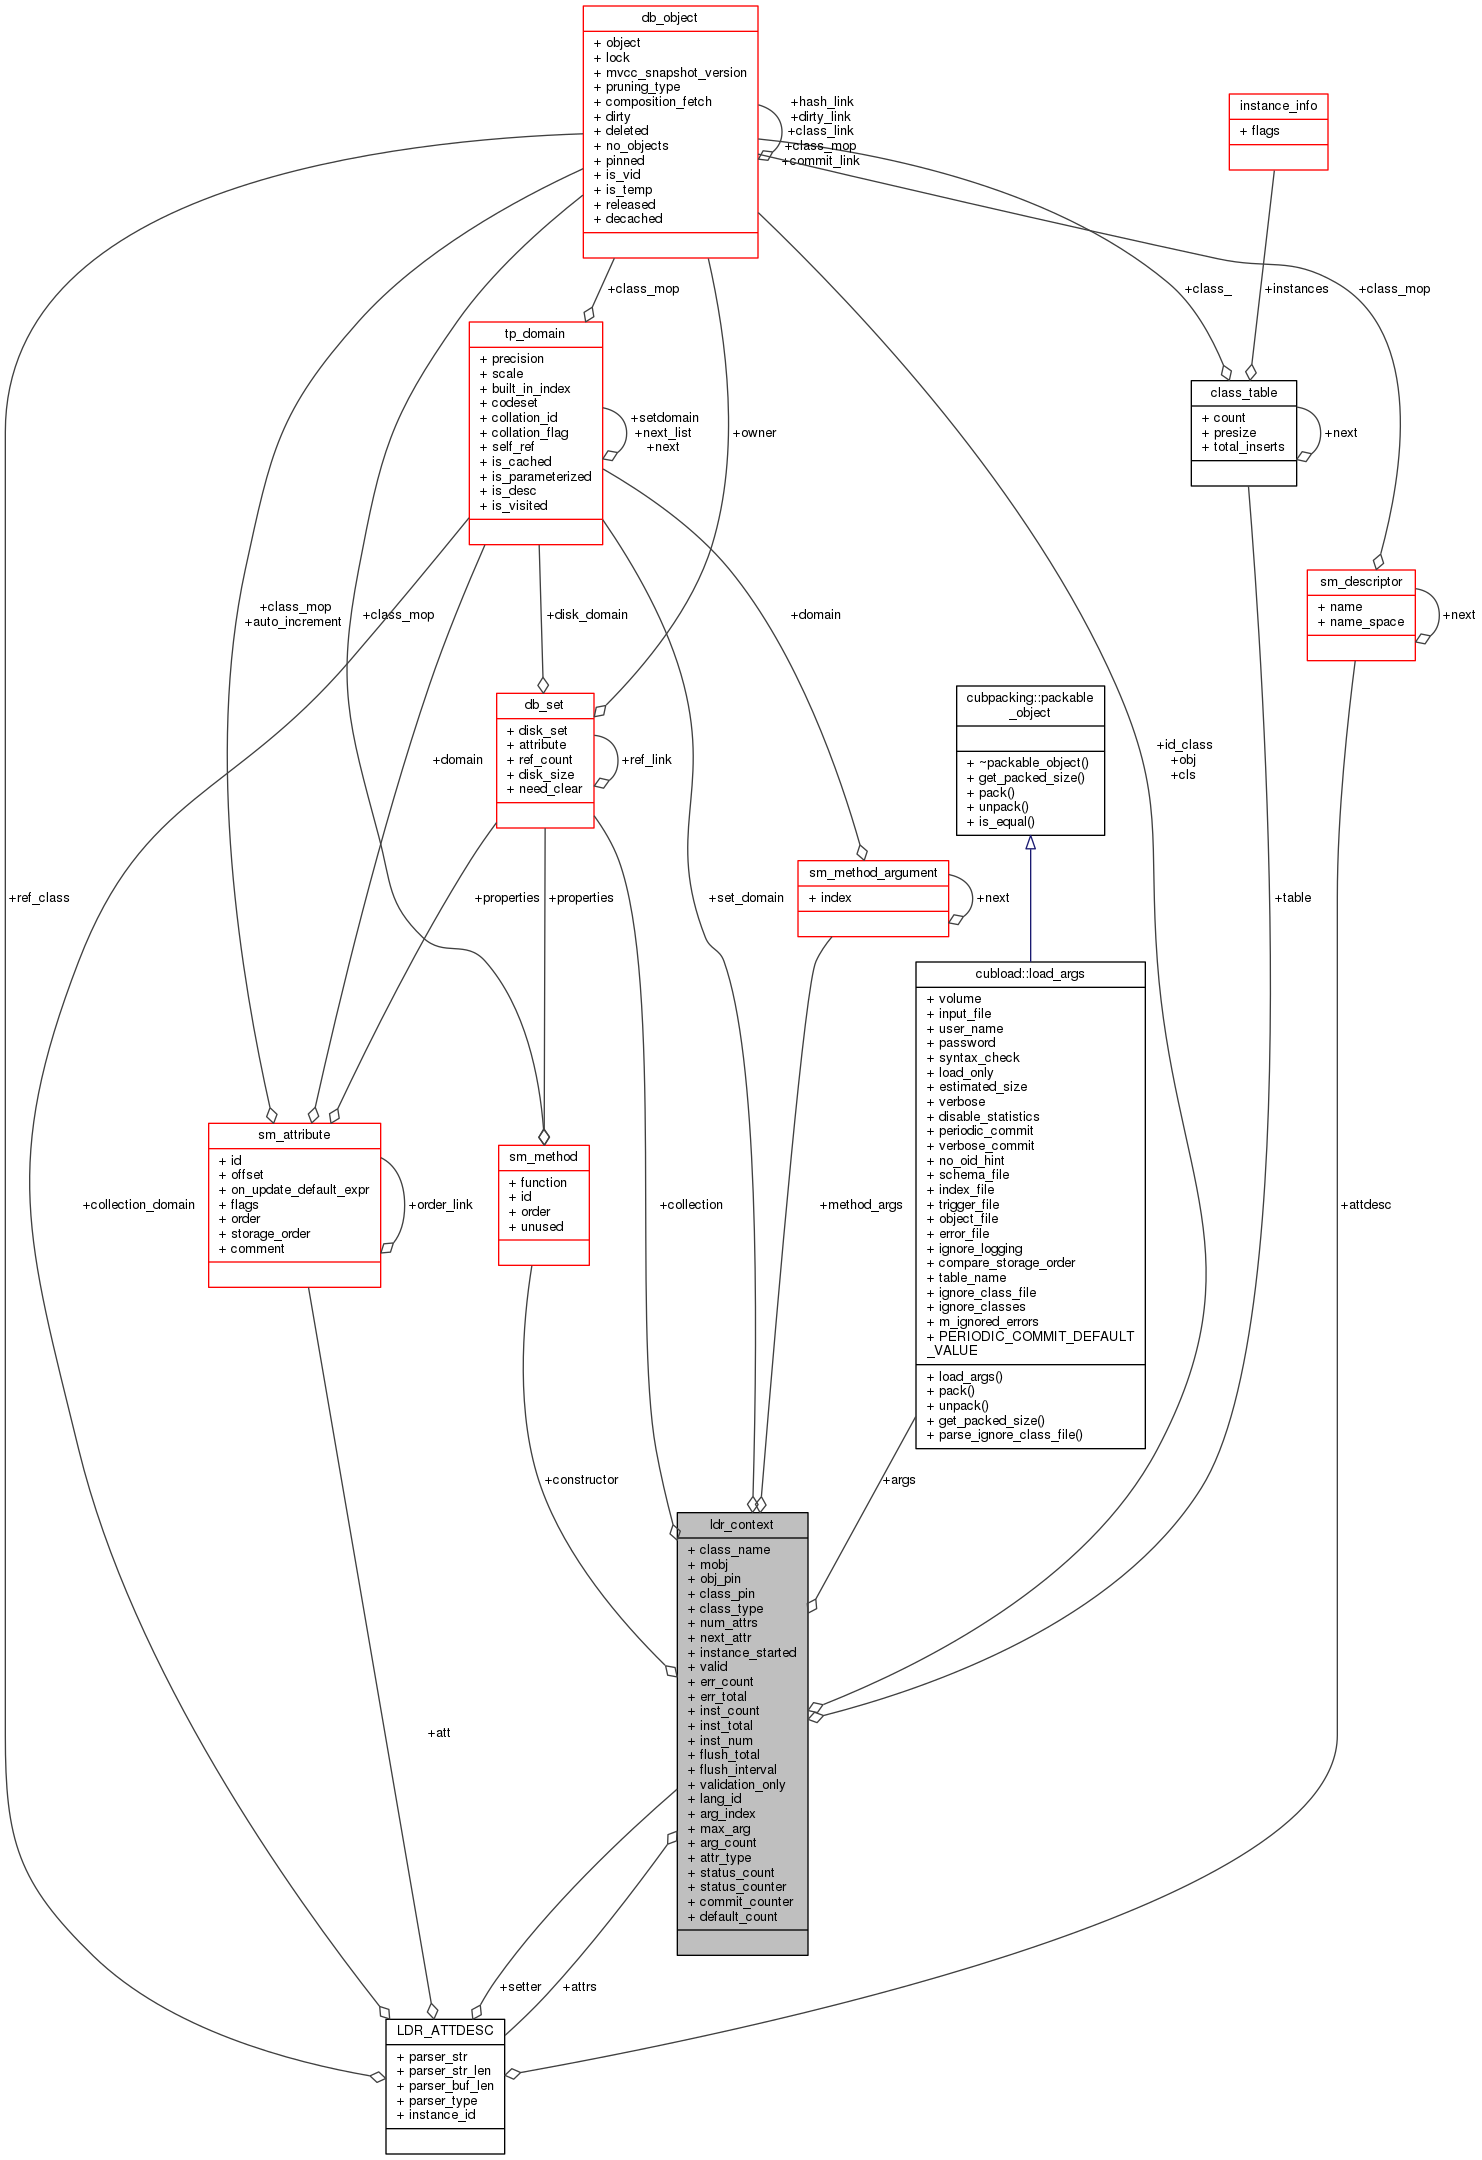 db_object
+ object
+ lock
+ mvcc_snapshot_version
+ pruning_type
+ composition_fetch
+ dirty
+ deleted
+ no_objects
+ pinned
+ is_vid
+ is_temp
+ released
+ decached
+hash_link
+dirty_link
+class_link
+class_mop
+commit_link
instance_info
+ flags
+class_mop
+class_
+instances
+class_mop
tp_domain
+ precision
+ scale
+ built_in_index
+ codeset
+ collation_id
+ collation_flag
+ self_ref
+ is_cached
+ is_parameterized
+ is_desc
+ is_visited
+setdomain
+next_list
+next
+owner
class_table
+ count
+ presize
+ total_inserts
+next
sm_descriptor
+ name
+ name_space
+next
+class_mop
+auto_increment
+class_mop
+disk_domain
+domain
db_set
+ disk_set
+ attribute
+ ref_count
+ disk_size
+ need_clear
+ref_link
+domain
cubpacking::packable
_object
+ ~packable_object()
+ get_packed_size()
+ pack()
+ unpack()
+ is_equal()
+id_class
+obj
+cls
+ref_class
+properties
+properties
+set_domain
sm_method_argument
+ index
+next
+table
cubload::load_args
+ volume
+ input_file
+ user_name
+ password
+ syntax_check
+ load_only
+ estimated_size
+ verbose
+ disable_statistics
+ periodic_commit
+ verbose_commit
+ no_oid_hint
+ schema_file
+ index_file
+ trigger_file
+ object_file
+ error_file
+ ignore_logging
+ compare_storage_order
+ table_name
+ ignore_class_file
+ ignore_classes
+ m_ignored_errors
+ PERIODIC_COMMIT_DEFAULT
_VALUE
+ load_args()
+ pack()
+ unpack()
+ get_packed_size()
+ parse_ignore_class_file()
+collection_domain
sm_attribute
+ id
+ offset
+ on_update_default_expr
+ flags
+ order
+ storage_order
+ comment
+order_link
sm_method
+ function
+ id
+ order
+ unused
+collection
+method_args
+attdesc
+constructor
+args
ldr_context
+ class_name
+ mobj
+ obj_pin
+ class_pin
+ class_type
+ num_attrs
+ next_attr
+ instance_started
+ valid
+ err_count
+ err_total
+ inst_count
+ inst_total
+ inst_num
+ flush_total
+ flush_interval
+ validation_only
+ lang_id
+ arg_index
+ max_arg
+ arg_count
+ attr_type
+ status_count
+ status_counter
+ commit_counter
+ default_count
+att
+setter
+attrs
LDR_ATTDESC
+ parser_str
+ parser_str_len
+ parser_buf_len
+ parser_type
+ instance_id